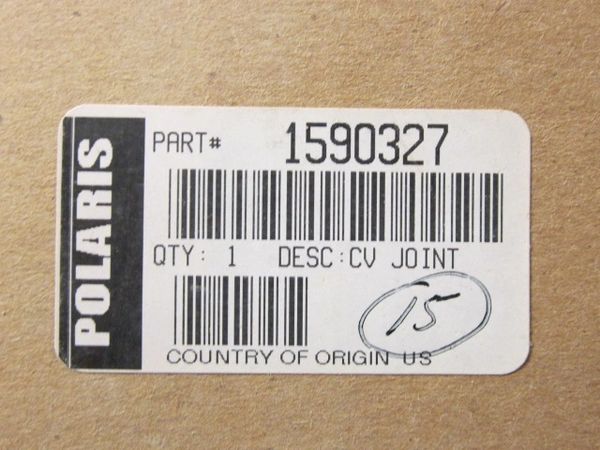 POLARIS
PART# 1590327
QTY: 1 DESC:CV JOINT
15
COUNTRY OF ORIGIN US